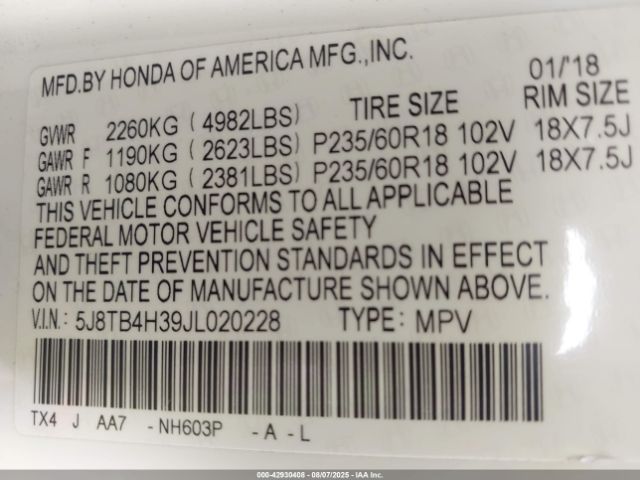 MFD.BY HONDA OF AMERICA MFG.,INC. 01/'18
TIRE SIZE RIM SIZE
GVWR 2260KG ( 4982LBS)
GAWR F 1190KG ( 2623LBS) P235/60R18 102V 18X7.5J
GAWR R 1080KG ( 2381LBS) P235/60R18 102V 18X7.5J
THIS VEHICLE CONFORMS TO ALL APPLICABLE
FEDERAL MOTOR VEHICLE SAFETY
AND THEFT PREVENTION STANDARDS IN EFFECT
ON THE DATE OF MANUFACTURE SHOWN ABOVE.
V.I.N: 5J8TB4H39JL020228 TYPE: MPV
TX4 J AA7 - NH603P - A - L
000-42930408 - 08/07/2025 - IAAI.com